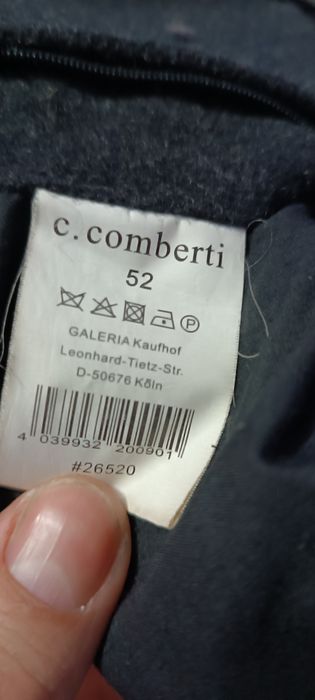 c. comberti
52
P
GALERIA Kaufhof
Leonhard-Tietz-Str.
D-50676 Köln
4 039932 200901
#26520